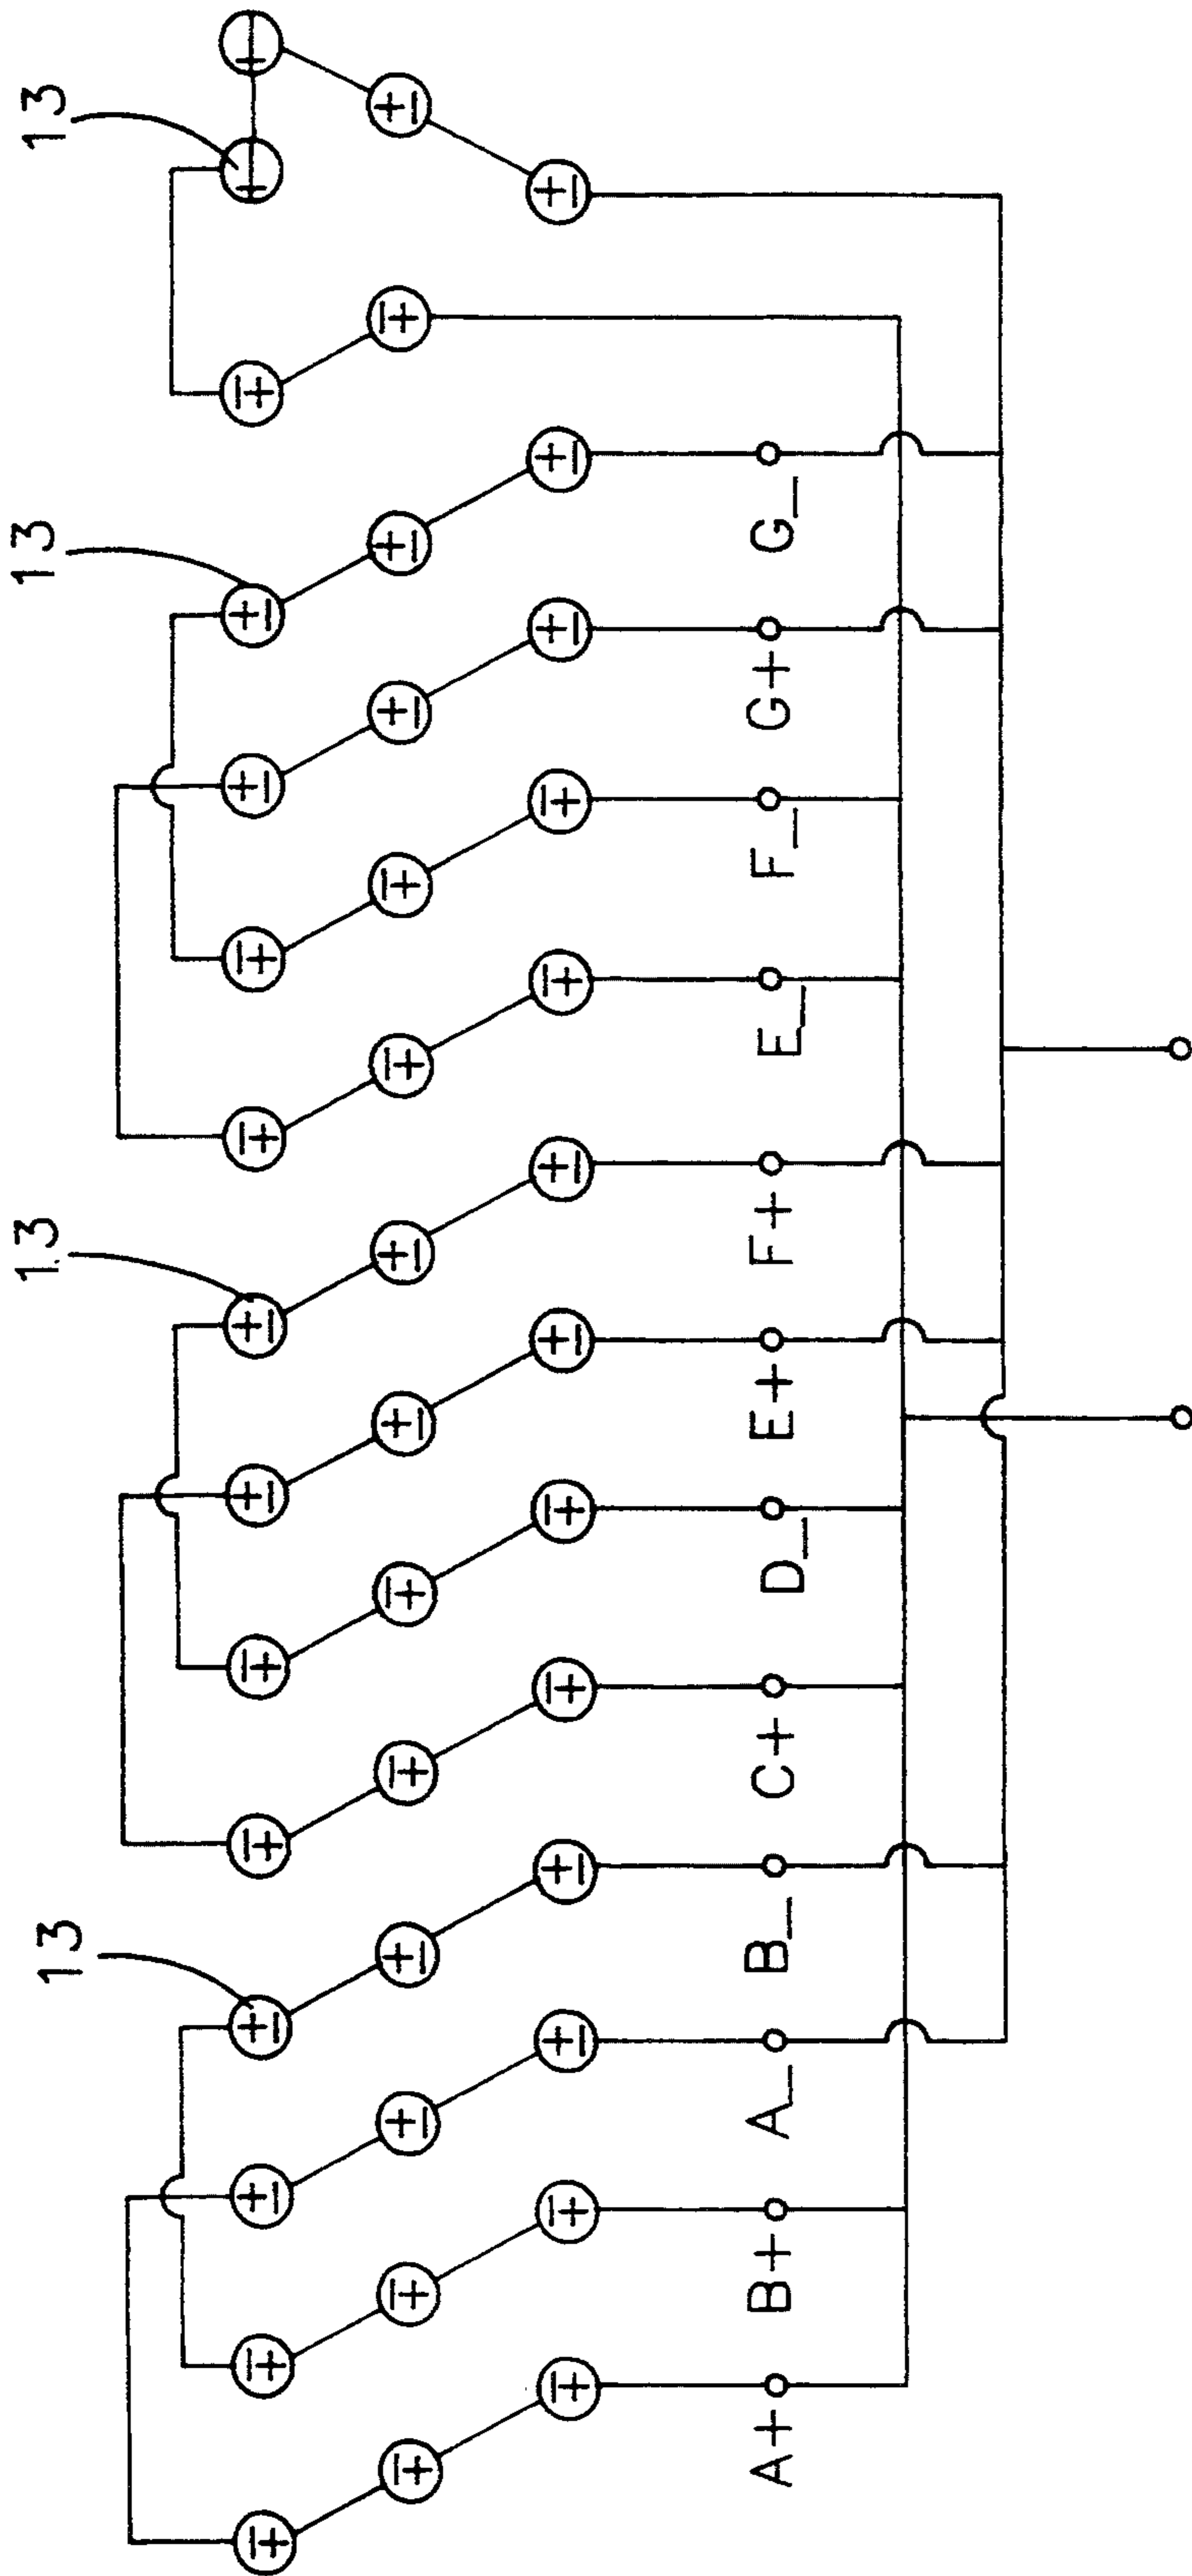 13 13 13 13
A+ B+ A_ B_ C+ D_ E+ F+ E_ F_ G+ G_